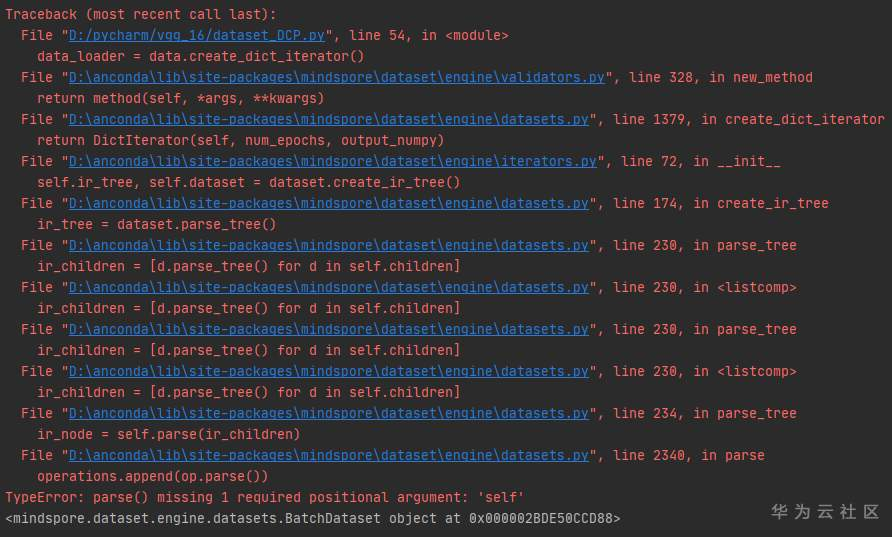 Traceback (most recent call last):
  File "D:/pycharm/vgg_16/dataset_DCP.py", line 54, in <module>
    data_loader = data.create_dict_iterator()
  File "D:\anconda\lib\site-packages\mindspore\dataset\engine\validators.py", line 328, in new_method
    return method(self, *args, **kwargs)
  File "D:\anconda\lib\site-packages\mindspore\dataset\engine\datasets.py", line 1379, in create_dict_iterator
    return DictIterator(self, num_epochs, output_numpy)
  File "D:\anconda\lib\site-packages\mindspore\dataset\engine\iterators.py", line 72, in __init__
    self.ir_tree, self.dataset = dataset.create_ir_tree()
  File "D:\anconda\lib\site-packages\mindspore\dataset\engine\datasets.py", line 174, in create_ir_tree
    ir_tree = dataset.parse_tree()
  File "D:\anconda\lib\site-packages\mindspore\dataset\engine\datasets.py", line 230, in parse_tree
    ir_children = [d.parse_tree() for d in self.children]
  File "D:\anconda\lib\site-packages\mindspore\dataset\engine\datasets.py", line 230, in <listcomp>
    ir_children = [d.parse_tree() for d in self.children]
  File "D:\anconda\lib\site-packages\mindspore\dataset\engine\datasets.py", line 230, in parse_tree
    ir_children = [d.parse_tree() for d in self.children]
  File "D:\anconda\lib\site-packages\mindspore\dataset\engine\datasets.py", line 230, in <listcomp>
    ir_children = [d.parse_tree() for d in self.children]
  File "D:\anconda\lib\site-packages\mindspore\dataset\engine\datasets.py", line 234, in parse_tree
    ir_node = self.parse(ir_children)
  File "D:\anconda\lib\site-packages\mindspore\dataset\engine\datasets.py", line 2340, in parse
    operations.append(op.parse())
TypeError: parse() missing 1 required positional argument: 'self'
<mindspore.dataset.engine.datasets.BatchDataset object at 0x000002BDE50CCD88>
华为云社区